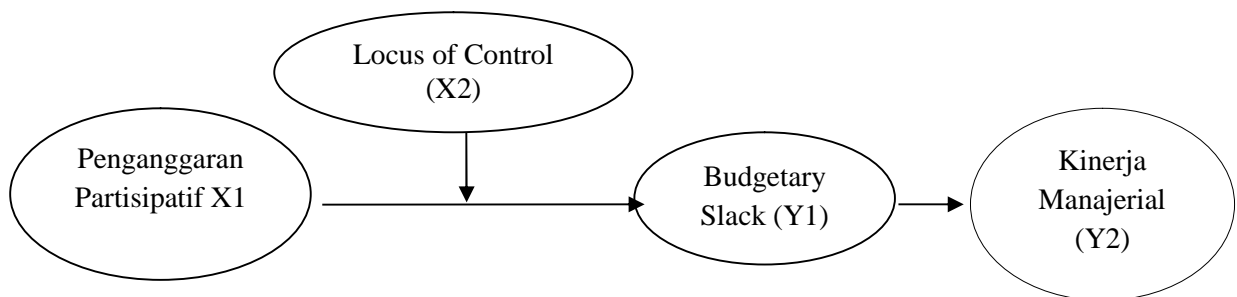 Locus of Control
(X2)
Penganggaran
Partisipatif X1
Budgetary
Slack (Y1)
Kinerja
Manajerial
(Y2)